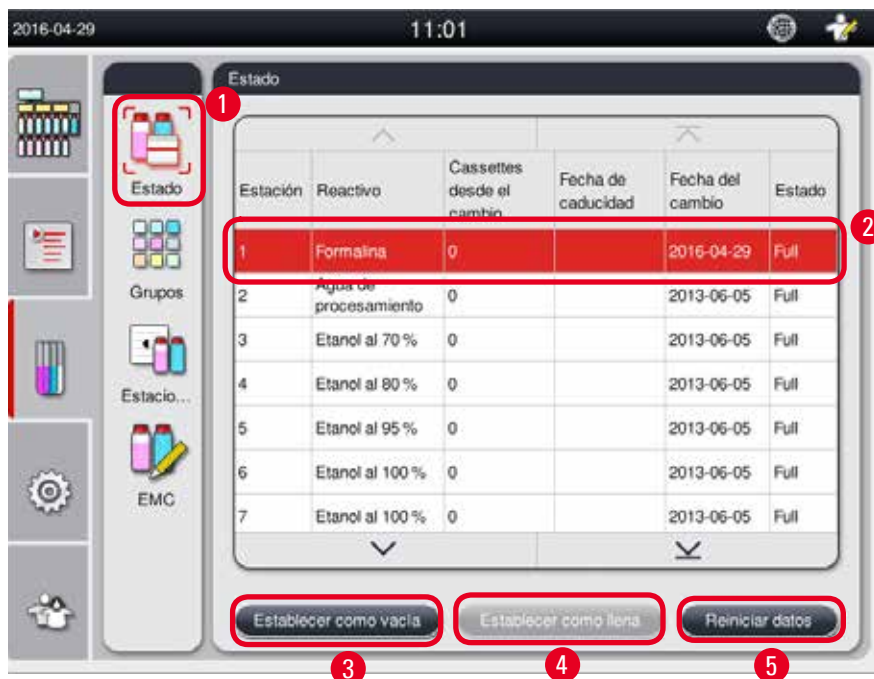 2016-04-29
11:01
Estado
1
Estado
Grupos
Estacio...
EMC
Estación
Reactivo
Cassettes
desde el
cambio
Fecha de
caducidad
Fecha del
cambio
Estado
2
1 Formalina 0 2016-04-29 Full
2 Agua de
procesamiento 0 2013-06-05 Full
3 Etanol al 70 % 0 2013-06-05 Full
4 Etanol al 80 % 0 2013-06-05 Full
5 Etanol al 95 % 0 2013-06-05 Full
6 Etanol al 100 % 0 2013-06-05 Full
7 Etanol al 100 % 0 2013-06-05 Full
Establecer como vacía
Establecer como llena
Reiniciar datos
3
4
5